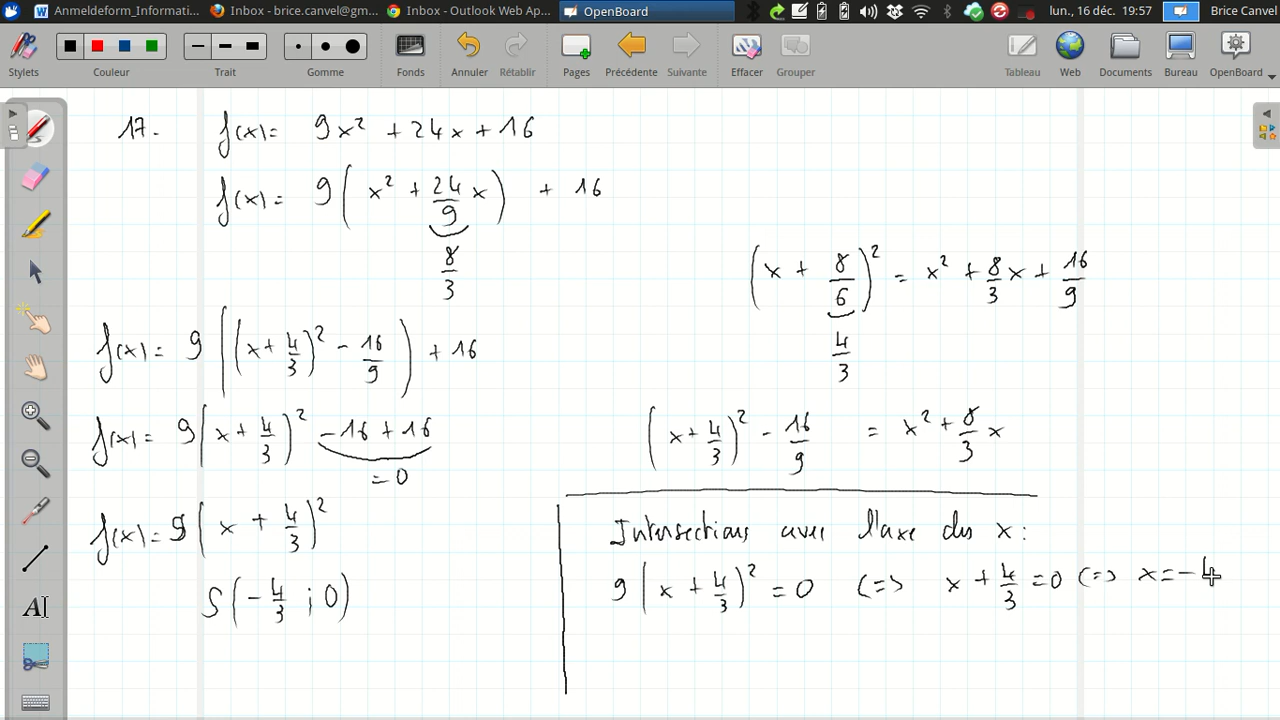 Anneldeform_Internatio... Inbox - brice.canvel@gm... Inbox - Outlook Web Ap... OpenBoard lun., 16 déc. 19:57 Brice Canvel
Stylets Couleur Trait Gomme Fonds Annuler Rétablir Pages Précédente Suivante Effacer Grouper Tableau Web Documents Bureau OpenBoard
17. f(x) = 9x² + 24x + 16
f(x) = 9(x² + 24/9 x) + 16
8/3
(x + 8/6)² = x² + 8/3 x + 16/9
4/3
f(x) = 9((x + 4/3)² - 16/9) + 16
f(x) = 9(x + 4/3)² - 16 + 16
= 0
(x + 4/3)² - 16/9 = x² + 8/3 x
f(x) = 9(x + 4/3)²
S(-4/3 ; 0)
Intersections avec l'axe des x :
9(x + 4/3)² = 0 (=) x + 4/3 = 0 (=) x = -4